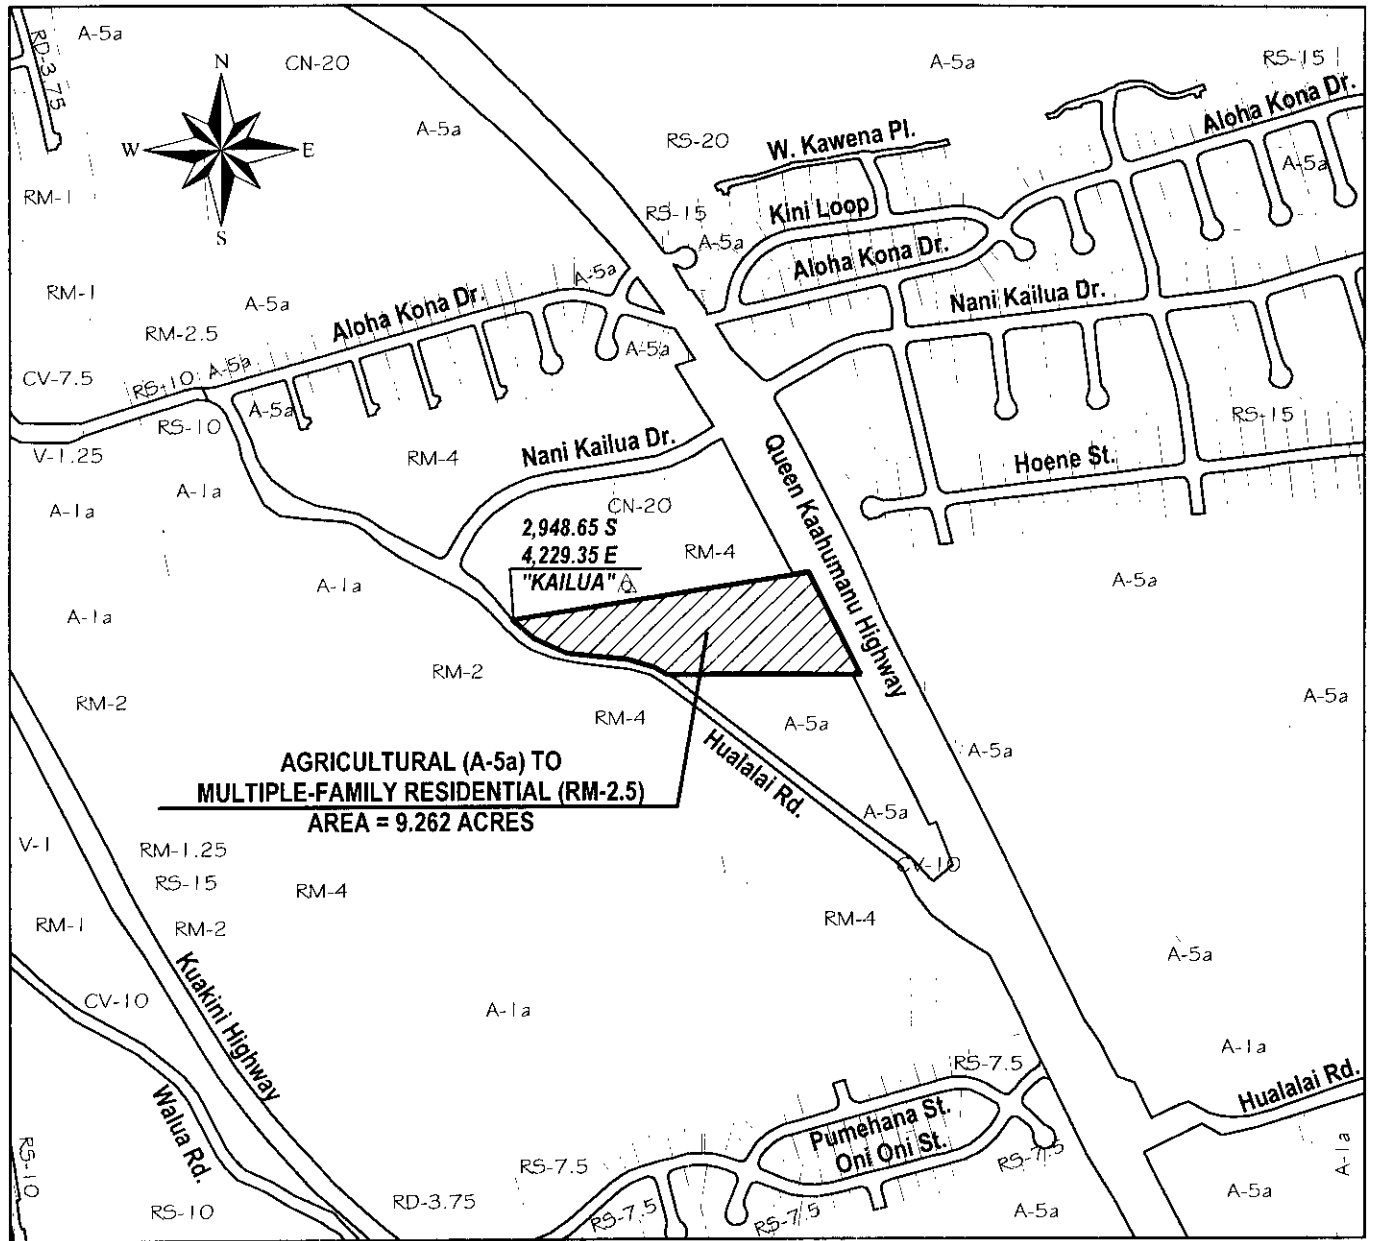 A-5a
RD-3.75
CN-20
A-5a
RS-15
N
W
E
S
A-5a
RS-20
W. Kawena Pl.
Aloha Kona Dr.
A-5a
RM-1
RS-15
Kini Loop
A-5a
Aloha Kona Dr.
RM-1
A-5a
A-5a
Nani Kailua Dr.
RM-2.5
Aloha Kona Dr.
A-5a
CV-7.5
RS-10
A-5a
A-5a
RS-10
RS-15
V-1.25
RM-4
Nani Kailua Dr.
Queen Kaahumanu Highway
Hoene St.
A-1a
A-1a
CN-20
2,948.65 S
4,229.35 E
"KAILUA"
RM-4
A-1a
A-5a
A-1a
RM-2
RM-2
RM-4
A-5a
A-5a
A-5a
Hualalai Rd.
AGRICULTURAL (A-5a) TO
MULTIPLE-FAMILY RESIDENTIAL (RM-2.5)
AREA = 9.262 ACRES
A-5a
V-1
RM-1.25
CV-10
RS-15
RM-4
RM-4
RM-1
RM-2
A-5a
Kuakini Highway
CV-10
A-1a
A-1a
RS-7.5
Hualalai Rd.
Walua Rd.
Pumehana St.
Oni Oni St.
RS-10
RS-7.5
RS-7.5
A-1a
RS-10
RD-3.75
RS-7.5
RS-7.5
A-5a
A-5a